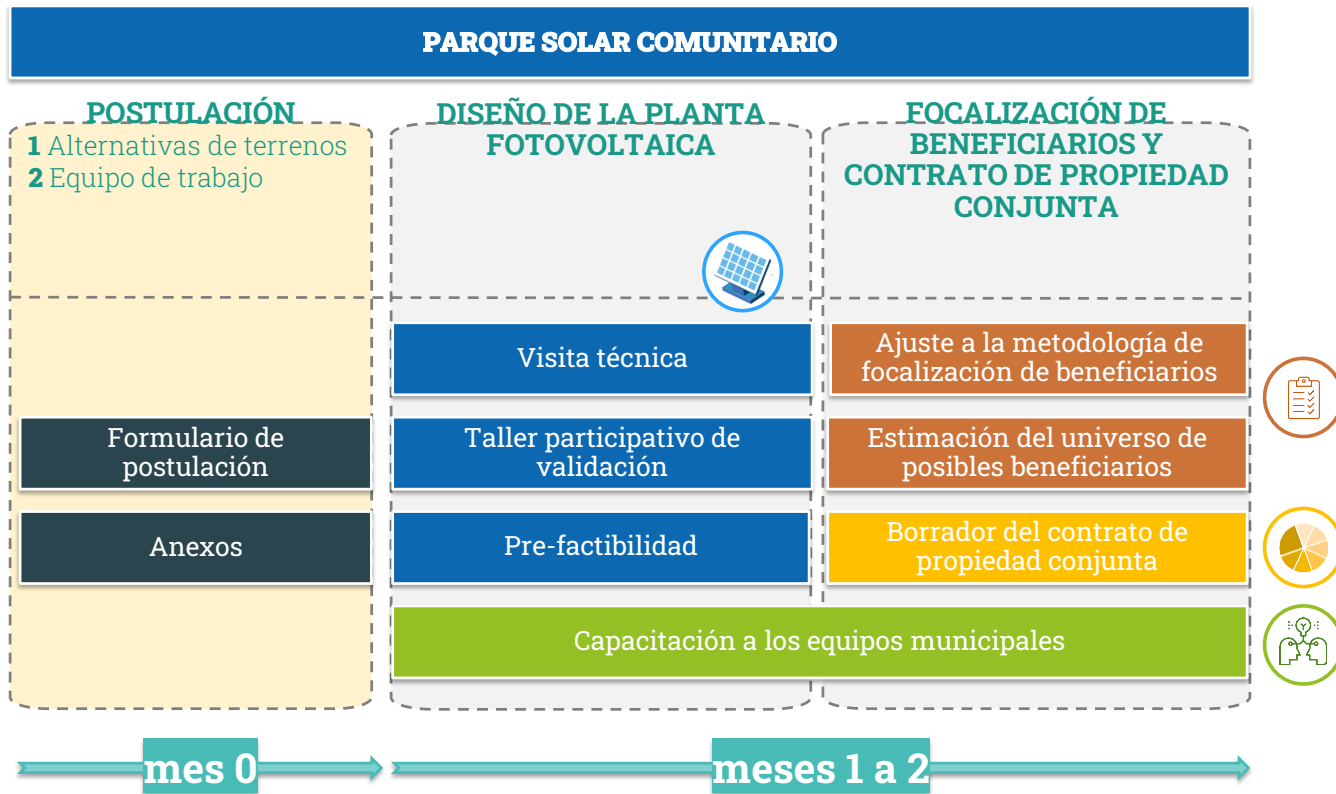 PARQUE SOLAR COMUNITARIO
POSTULACIÓN
1 Alternativas de terrenos
2 Equipo de trabajo
Formulario de
postulación
Anexos
DISEÑO DE LA PLANTA
FOTOVOLTAICA
Visita técnica
Taller participativo de
validación
Pre-factibilidad
FOCALIZACIÓN DE
BENEFICIARIOS Y
CONTRATO DE PROPIEDAD
CONJUNTA
Ajuste a la metodología de
focalización de beneficiarios
Estimación del universo de
posibles beneficiarios
Borrador del contrato de
propiedad conjunta
Capacitación a los equipos municipales
mes 0
meses 1 a 2